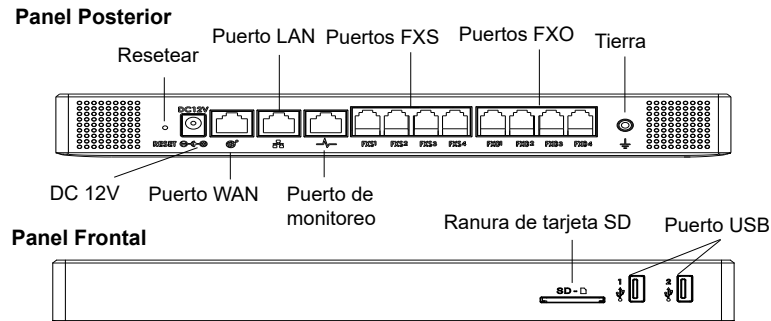 Panel Posterior
Puerto LAN Puertos FXS Puertos FXO Tierra
Resetear
DC12V
RESET FXS1 FXS2 FXS3 FXS4 FXO1 FXO2 FXO3 FXO4
DC 12V Puerto WAN Puerto de
monitoreo
Ranura de tarjeta SD Puerto USB
Panel Frontal
SD- 1 2